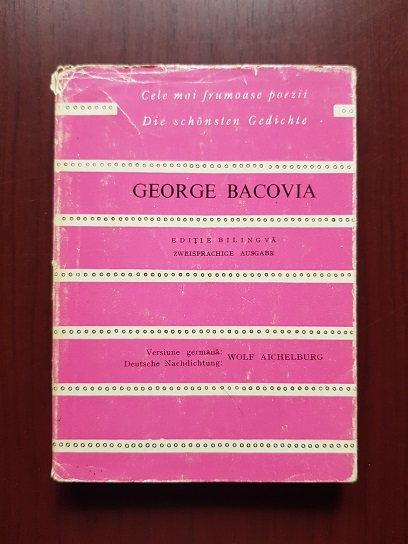 Cele mai frumoase poezii
Die schönsten Gedichte
GEORGE BACOVIA
EDIȚIE BILINGVĂ
ZWEISPRACHIGE AUSGABE
Versiune germană:
Deutsche Nachdichtung: WOLF AICHELBURG